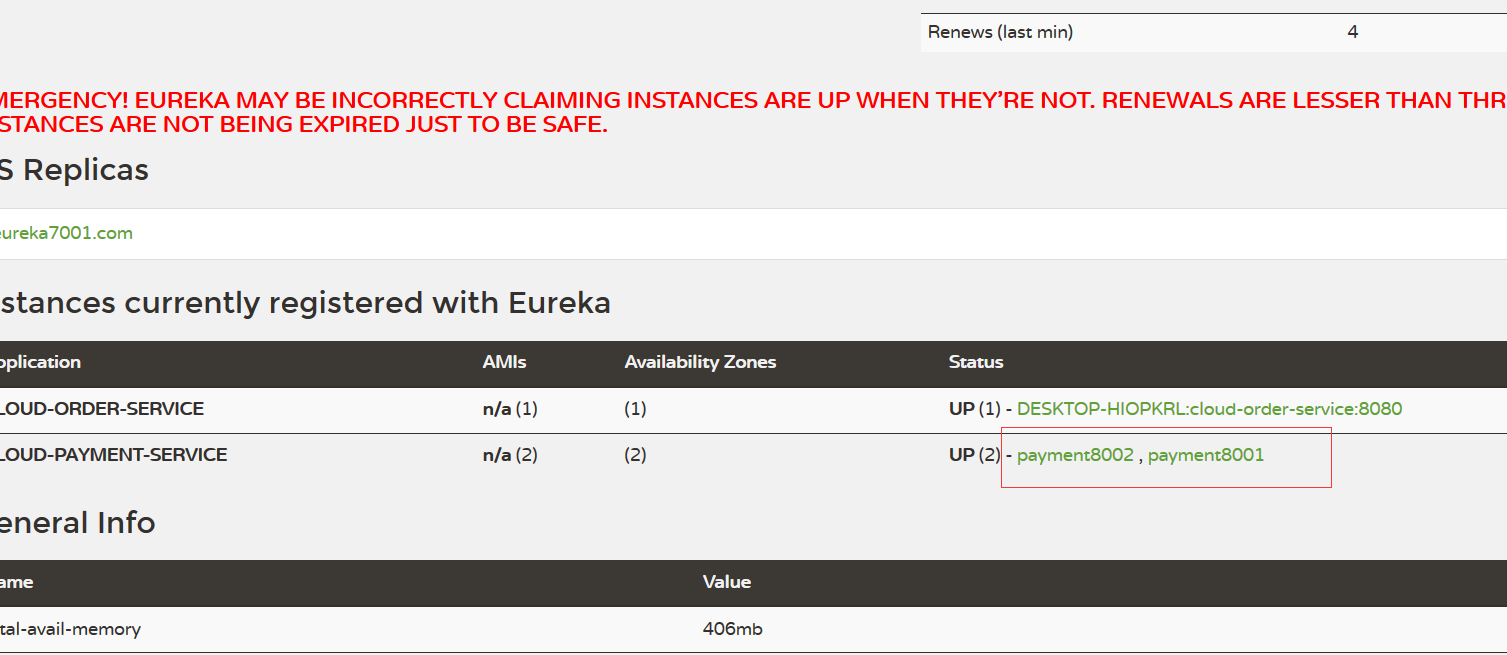 Renews (last min) 4
MERGENCY! EUREKA MAY BE INCORRECTLY CLAIMING INSTANCES ARE UP WHEN THEY'RE NOT. RENEWALS ARE LESSER THAN THR
STANCES ARE NOT BEING EXPIRED JUST TO BE SAFE.
S Replicas
eureka7001.com
stances currently registered with Eureka
pplication AMIs Availability Zones Status
LOUD-ORDER-SERVICE n/a (1) (1) UP (1) - DESKTOP-HIOPKRL:cloud-order-service:8080
LOUD-PAYMENT-SERVICE n/a (2) (2) UP (2) - payment8002 , payment8001
eneral Info
ame Value
tal-avail-memory 406mb